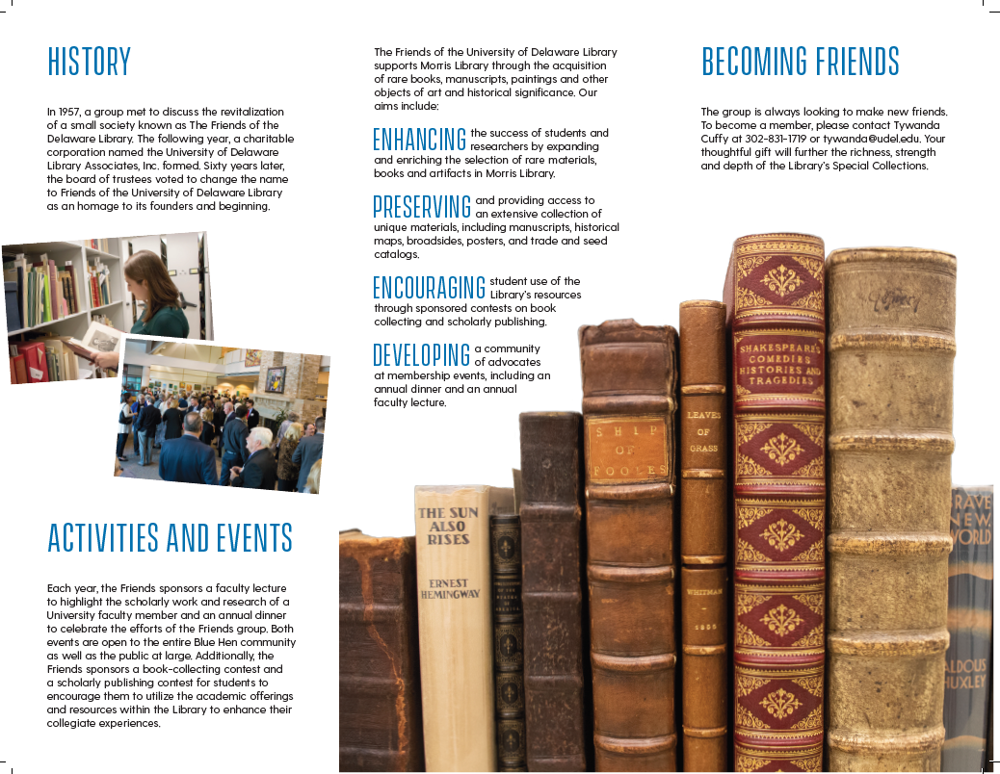 HISTORY
In 1957, a group met to discuss the revitalization
of a small society known as The Friends of the
Delaware Library. The following year, a charitable
corporation named the University of Delaware
Library Associates, Inc. formed. Sixty years later,
the board of trustees voted to change the name
to Friends of the University of Delaware Library
as an homage to its founders and beginning.
ACTIVITIES AND EVENTS
Each year, the Friends sponsors a faculty lecture
to highlight the scholarly work and research of a
University faculty member and an annual dinner
to celebrate the efforts of the Friends group. Both
events are open to the entire Blue Hen community
as well as the public at large. Additionally, the
Friends sponsors a book-collecting contest and
a scholarly publishing contest for students to
encourage them to utilize the academic offerings
and resources within the Library to enhance their
collegiate experiences.
The Friends of the University of Delaware Library
supports Morris Library through the acquisition
of rare books, manuscripts, paintings and other
objects of art and historical significance. Our
aims include:
ENHANCING the success of students and
researchers by expanding
and enriching the selection of rare materials,
books and artifacts in Morris Library.
PRESERVING and providing access to
an extensive collection of
unique materials, including manuscripts, historical
maps, broadsides, posters, and trade and seed
catalogs.
ENCOURAGING student use of the
Library's resources
through sponsored contests on book
collecting and scholarly publishing.
DEVELOPING a community
of advocates
at membership events, including an
annual dinner and an annual
faculty lecture.
BECOMING FRIENDS
The group is always looking to make new friends.
To become a member, please contact Tywanda
Cuffy at 302-831-1719 or tywanda@udel.edu. Your
thoughtful gift will further the richness, strength
and depth of the Library's Special Collections.
THE SUN
ALSO
RISES
ERNEST
HEMINGWAY
SHIP
OF
FOOLES
LEAVES
OF
GRASS
WHITMAN
SHAKESPEARE'S
COMEDIES
HISTORIES AND
TRAGEDIES
BRAVE
NEW
WORLD
ALDOUS
HUXLEY